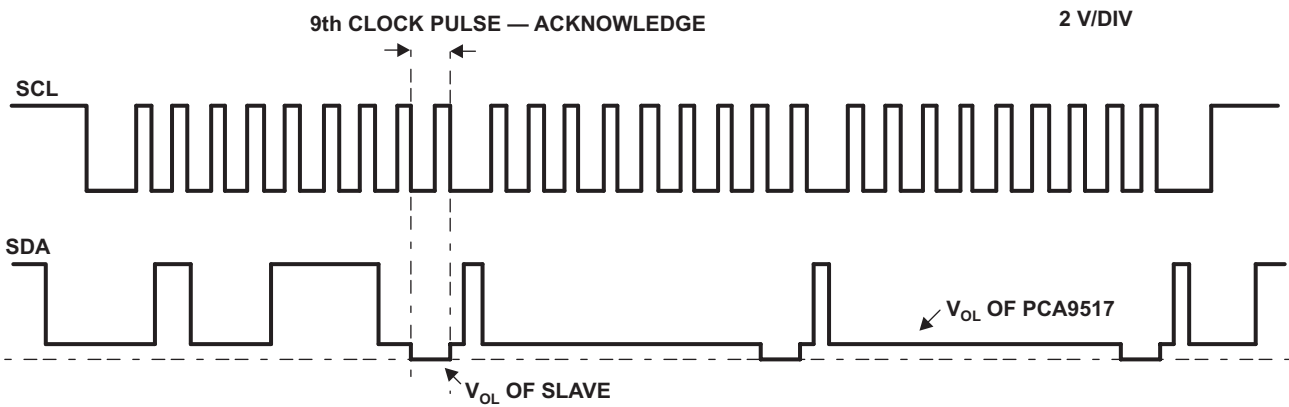 9th CLOCK PULSE — ACKNOWLEDGE
2 V/DIV
SCL
SDA
VOL OF PCA9517
VOL OF SLAVE